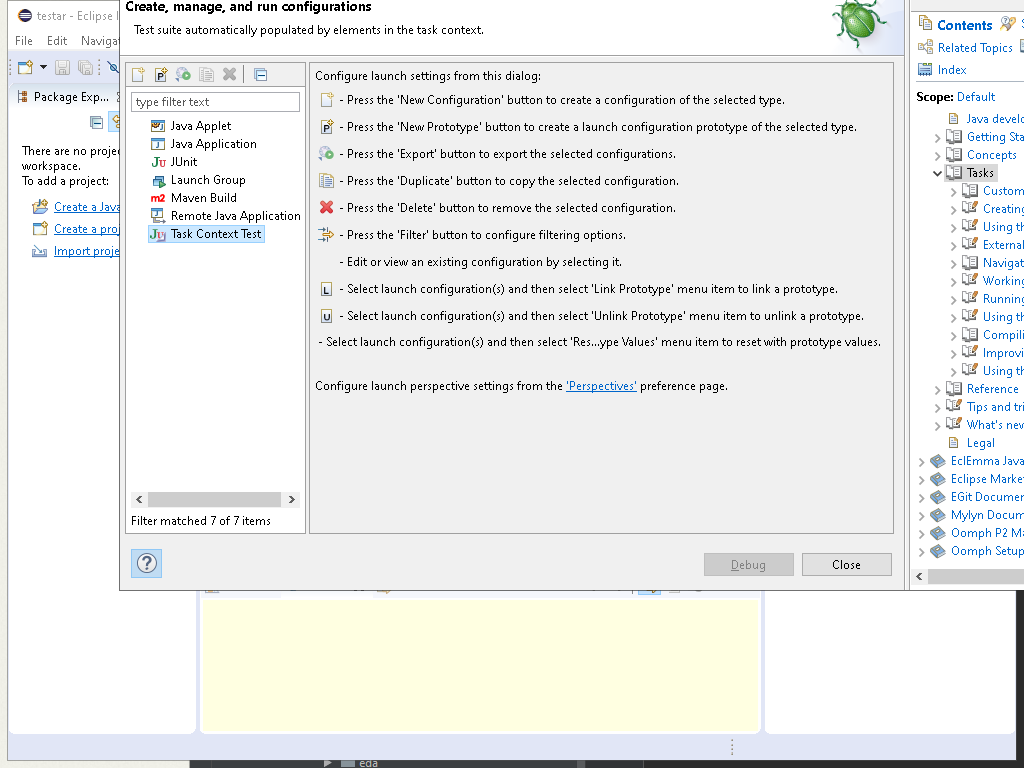 testar - Eclipse I
File Edit Navigat
Package Exp...
There are no projec
workspace.
To add a project:
Create a Java
Create a proj
Import proje
Create, manage, and run configurations
Test suite automatically populated by elements in the task context.
type filter text
Java Applet
Java Application
JUnit
Launch Group
Maven Build
Remote Java Application
Task Context Test
Filter matched 7 of 7 items
Configure launch settings from this dialog:
- Press the 'New Configuration' button to create a configuration of the selected type.
- Press the 'New Prototype' button to create a launch configuration prototype of the selected type.
- Press the 'Export' button to export the selected configurations.
- Press the 'Duplicate' button to copy the selected configuration.
- Press the 'Delete' button to remove the selected configuration.
- Press the 'Filter' button to configure filtering options.
- Edit or view an existing configuration by selecting it.
- Select launch configuration(s) and then select 'Link Prototype' menu item to link a prototype.
- Select launch configuration(s) and then select 'Unlink Prototype' menu item to unlink a prototype.
- Select launch configuration(s) and then select 'Res...ype Values' menu item to reset with prototype values.
Configure launch perspective settings from the 'Perspectives' preference page.
Debug
Close
Contents
Related Topics
Index
Scope: Default
Java develo
Getting Sta
Concepts
Tasks
Custom
Creating
Using th
External
Navigat
Working
Running
Using th
Compili
Improvi
Using th
Reference
Tips and tri
What's new
Legal
EclEmma Java
Eclipse Marke
EGit Documen
Mylyn Docum
Oomph P2 Ma
Oomph Setup
eda